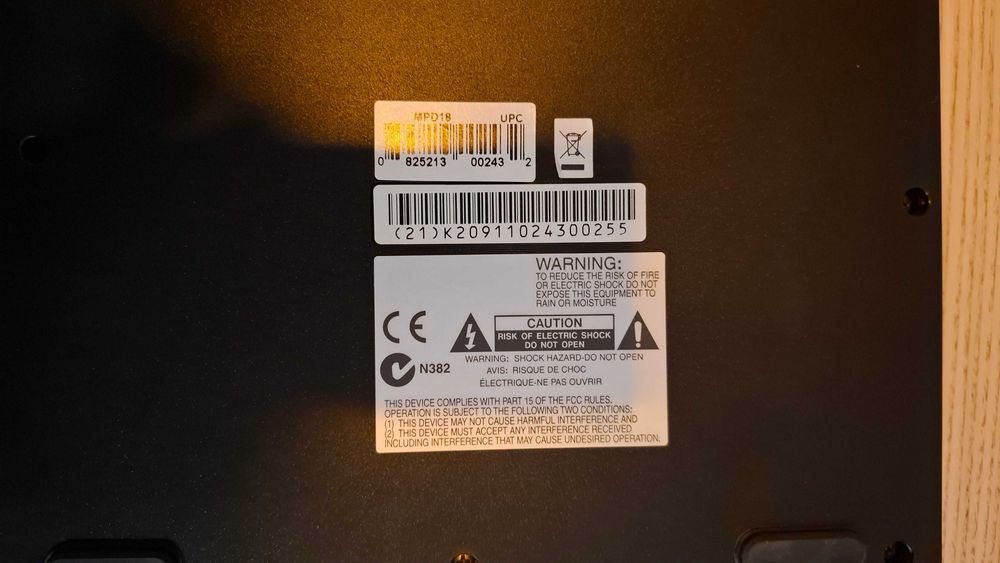 MPD18 UPC
0 825213 00243 2
(21)K20911024300255
WARNING:
TO REDUCE THE RISK OF FIRE
OR ELECTRIC SHOCK DO NOT
EXPOSE THIS EQUIPMENT TO
RAIN OR MOISTURE
CE
CAUTION
RISK OF ELECTRIC SHOCK
DO NOT OPEN
WARNING: SHOCK HAZARD-DO NOT OPEN
AVIS: RISQUE DE CHOC
ÉLECTRIQUE-NE PAS OUVRIR
N382
THIS DEVICE COMPLIES WITH PART 15 OF THE FCC RULES.
OPERATION IS SUBJECT TO THE FOLLOWING TWO CONDITIONS:
(1) THIS DEVICE MAY NOT CAUSE HARMFUL INTERFERENCE AND
(2) THIS DEVICE MUST ACCEPT ANY INTERFERENCE RECEIVED
INCLUDING INTERFERENCE THAT MAY CAUSE UNDESIRED OPERATION.